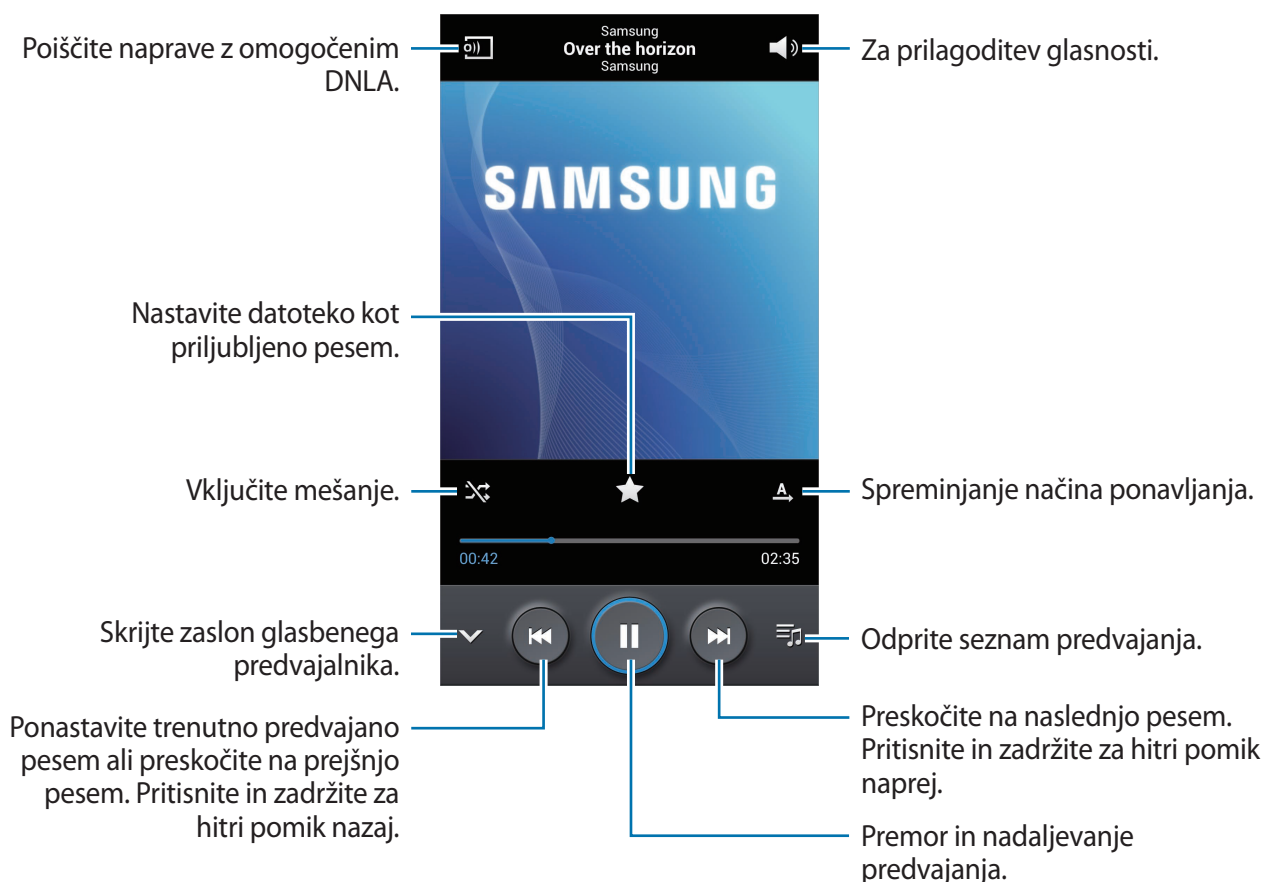 Poiščite naprave z omogočenim
DNLA.
Samsung
Over the horizon
Samsung
Za prilagoditev glasnosti.
SAMSUNG
Nastavite datoteko kot
priljubljeno pesem.
Vključite mešanje.
A
Spreminjanje načina ponavljanja.
00:42
02:35
Skrijte zaslon glasbenega
predvajalnika.
Odprite seznam predvajanja.
Ponastavite trenutno predvajano
pesem ali preskočite na prejšnjo
pesem. Pritisnite in zadržite za
hitri pomik nazaj.
Preskočite na naslednjo pesem.
Pritisnite in zadržite za hitri pomik
naprej.
Premor in nadaljevanje
predvajanja.